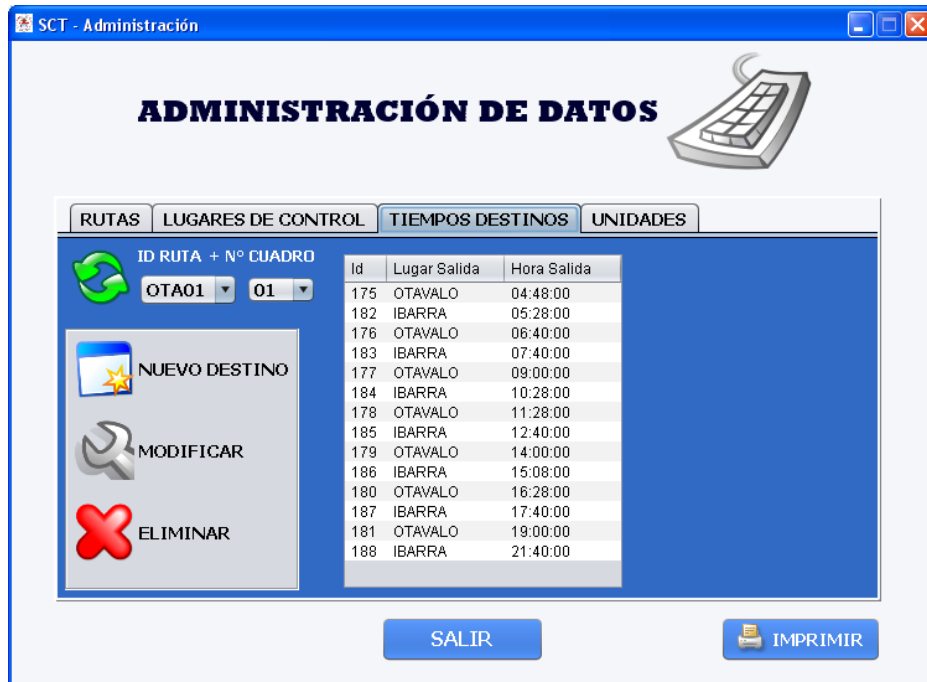 SCT - Administración
ADMINISTRACIÓN DE DATOS
RUTAS LUGARES DE CONTROL TIEMPOS DESTINOS UNIDADES
ID RUTA + Nº CUADRO
OTA01 01
NUEVO DESTINO
MODIFICAR
ELIMINAR
Id Lugar Salida Hora Salida
175 OTAVALO 04:48:00
182 IBARRA 05:28:00
176 OTAVALO 06:40:00
183 IBARRA 07:40:00
177 OTAVALO 09:00:00
184 IBARRA 10:28:00
178 OTAVALO 11:28:00
185 IBARRA 12:40:00
179 OTAVALO 14:00:00
186 IBARRA 15:08:00
180 OTAVALO 16:28:00
187 IBARRA 17:40:00
181 OTAVALO 19:00:00
188 IBARRA 21:40:00
SALIR
IMPRIMIR